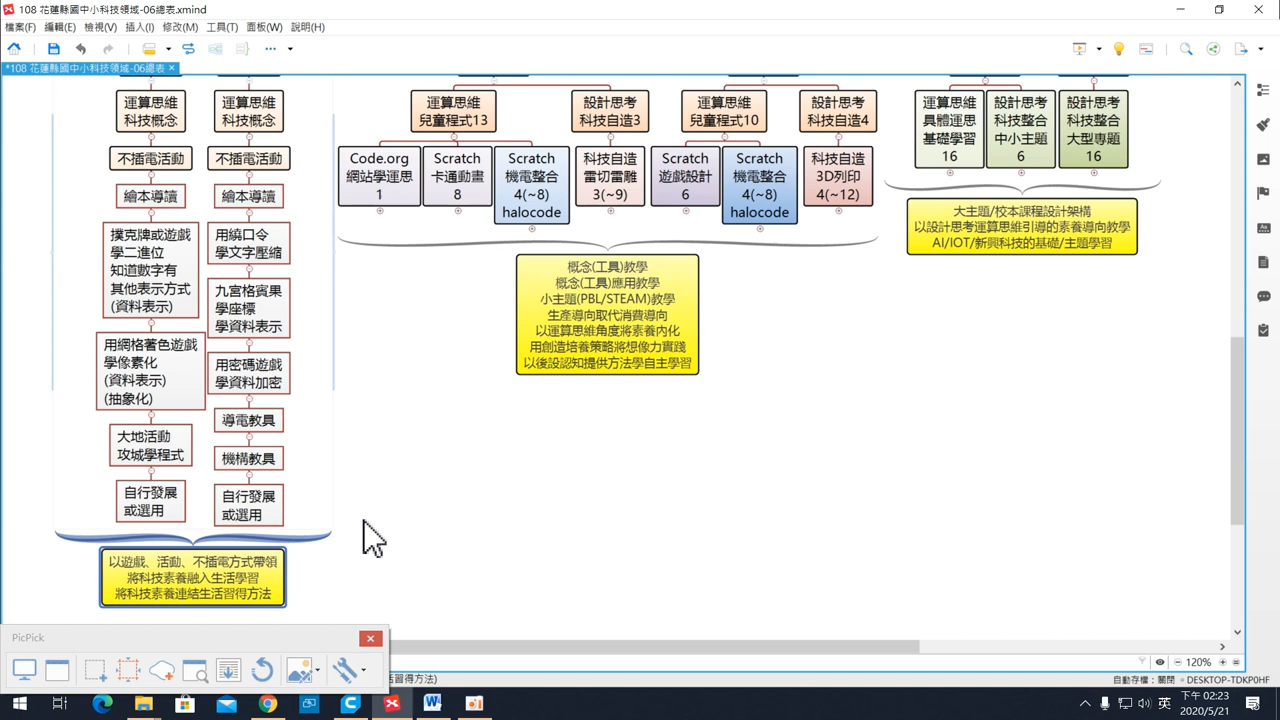 108 花蓮縣國中小科技領域-06總表.xmind
檔案(F) 編輯(E) 檢視(V) 插入(I) 修改(M) 工具(T) 面板(W) 說明(H)
*108 花蓮縣國中小科技領域-06總表
運算思維
科技概念
不插電活動
繪本導讀
撲克牌或遊戲
學二進位
知道數字有
其他表示方式
(資料表示)
用網格著色遊戲
學像素化
(資料表示)
(抽象化)
大地活動
攻城學程式
自行發展
或選用
運算思維
科技概念
不插電活動
繪本導讀
用繞口令
學文字壓縮
九宮格賓果
學座標
學資料表示
用密碼遊戲
學資料加密
導電教具
機構教具
自行發展
或選用
以遊戲、活動、不插電方式帶領
將科技素養融入生活學習
將科技素養連結生活習得方法
運算思維
兒童程式13
Code.org
網站學運思
1
Scratch
卡通動畫
8
Scratch
機電整合
4(~8)
halocode
設計思考
科技自造3
科技自造
雷切雷雕
3(~9)
運算思維
兒童程式10
Scratch
遊戲設計
6
Scratch
機電整合
4(~8)
halocode
設計思考
科技自造4
科技自造
3D列印
4(~12)
概念(工具)教學
概念(工具)應用教學
小主題(PBL/STEAM)教學
生產導向取代消費導向
以運算思維角度將素養內化
用創造培養策略將想像力實踐
以後設認知提供方法學自主學習
運算思維
具體運思
基礎學習
16
設計思考
科技整合
中小主題
6
設計思考
科技整合
大型專題
16
大主題/校本課程設計架構
以設計思考運算思維引導的素養導向教學
AI/IOT/新興科技的基礎/主題學習
PicPick
習得方法)
120%
自動存檔：關閉
DESKTOP-TDKP0HF
英
下午 02:23
2020/5/21